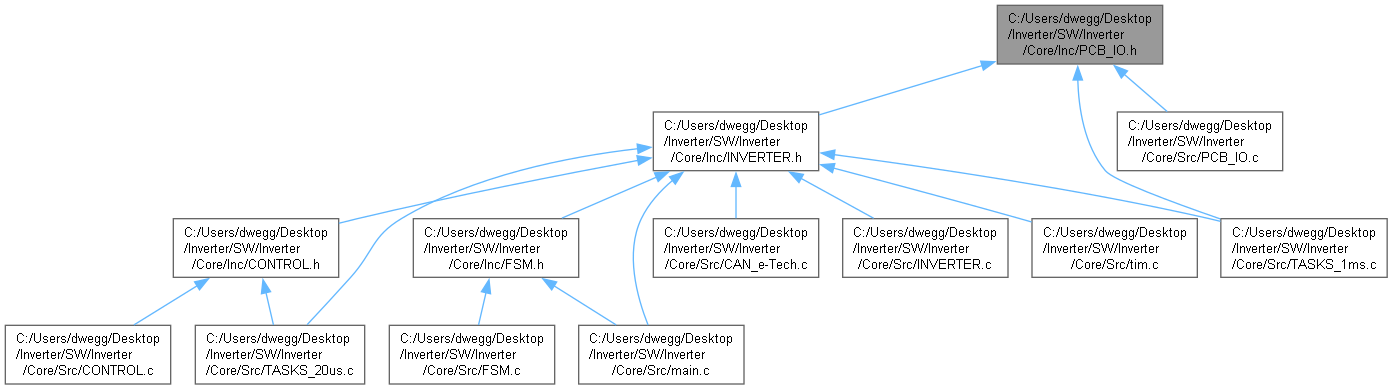 C:/Users/dwegg/Desktop
/Inverter/SW/Inverter
/Core/Inc/PCB_IO.h
C:/Users/dwegg/Desktop
/Inverter/SW/Inverter
/Core/Inc/INVERTER.h
C:/Users/dwegg/Desktop
/Inverter/SW/Inverter
/Core/Src/PCB_IO.c
C:/Users/dwegg/Desktop
/Inverter/SW/Inverter
/Core/Inc/CONTROL.h
C:/Users/dwegg/Desktop
/Inverter/SW/Inverter
/Core/Inc/FSM.h
C:/Users/dwegg/Desktop
/Inverter/SW/Inverter
/Core/Src/CAN_e-Tech.c
C:/Users/dwegg/Desktop
/Inverter/SW/Inverter
/Core/Src/INVERTER.c
C:/Users/dwegg/Desktop
/Inverter/SW/Inverter
/Core/Src/tim.c
C:/Users/dwegg/Desktop
/Inverter/SW/Inverter
/Core/Src/TASKS_1ms.c
C:/Users/dwegg/Desktop
/Inverter/SW/Inverter
/Core/Src/CONTROL.c
C:/Users/dwegg/Desktop
/Inverter/SW/Inverter
/Core/Src/TASKS_20us.c
C:/Users/dwegg/Desktop
/Inverter/SW/Inverter
/Core/Src/FSM.c
C:/Users/dwegg/Desktop
/Inverter/SW/Inverter
/Core/Src/main.c